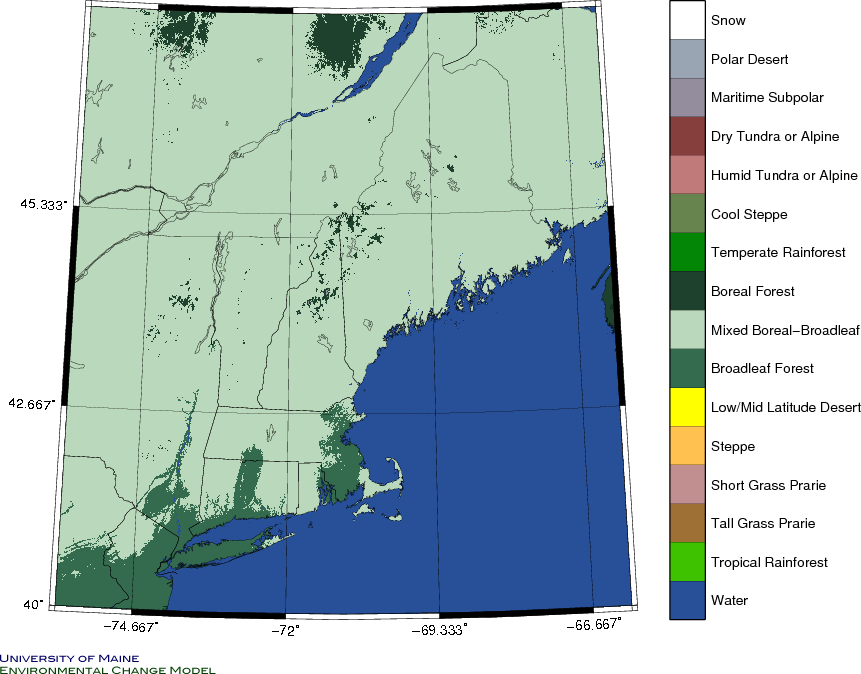 Snow
Polar Desert
Maritime Subpolar
Dry Tundra or Alpine
Humid Tundra or Alpine
Cool Steppe
Temperate Rainforest
Boreal Forest
Mixed Boreal−Broadleaf
Broadleaf Forest
Low/Mid Latitude Desert
Steppe
Short Grass Prarie
Tall Grass Prarie
Tropical Rainforest
Water
45.333°
42.667°
40°
−74.667°
−72°
−69.333°
−66.667°
University of Maine
Environmental Change Model